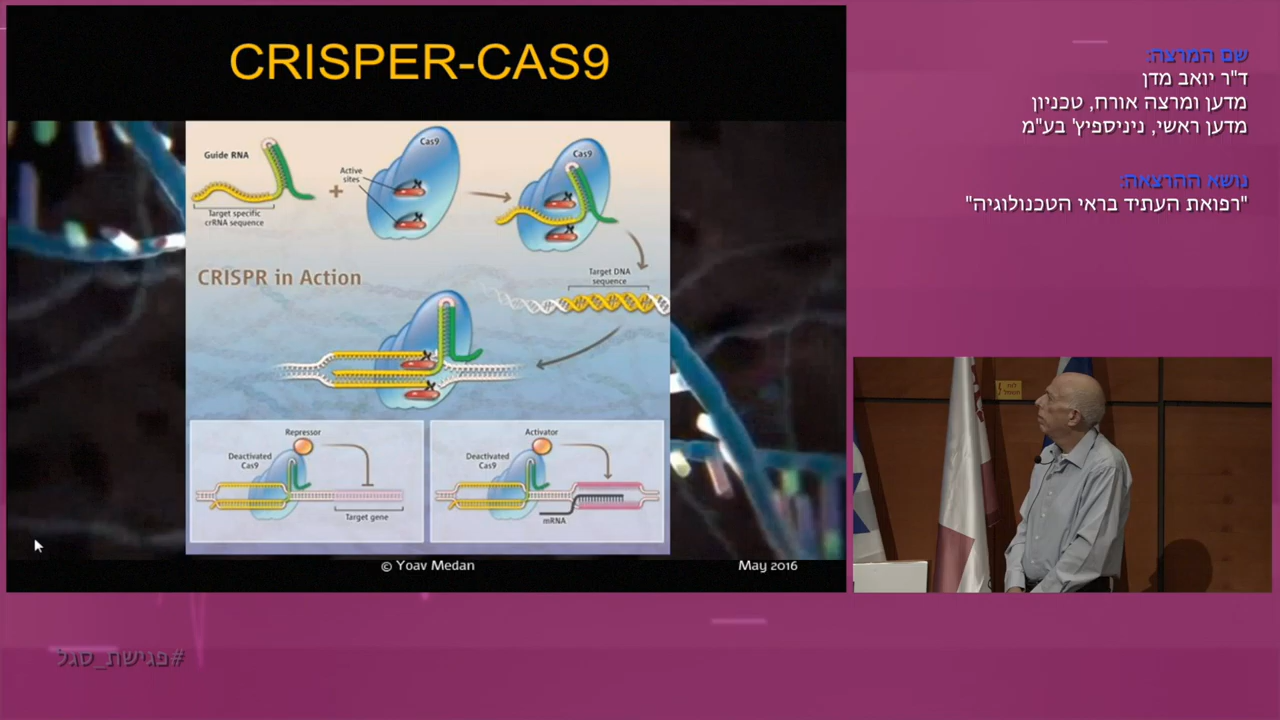 CRISPER-CAS9
Guide RNA
Target specific
crRNA sequence
Active
sites
Cas9
Cas9
CRISPR in Action
Target DNA
sequence
Repressor
Deactivated
Cas9
Target gene
Activator
Deactivated
Cas9
mRNA
© Yoav Medan
May 2016
שם המרצה:
ד"ר יואב מדן
מדען ומרצה אורח, טכניון
מדען ראשי, ניניספיץ' בע"מ
נושא ההרצאה:
"רפואת העתיד בראי הטכנולוגיה"
#פגישת_סגל